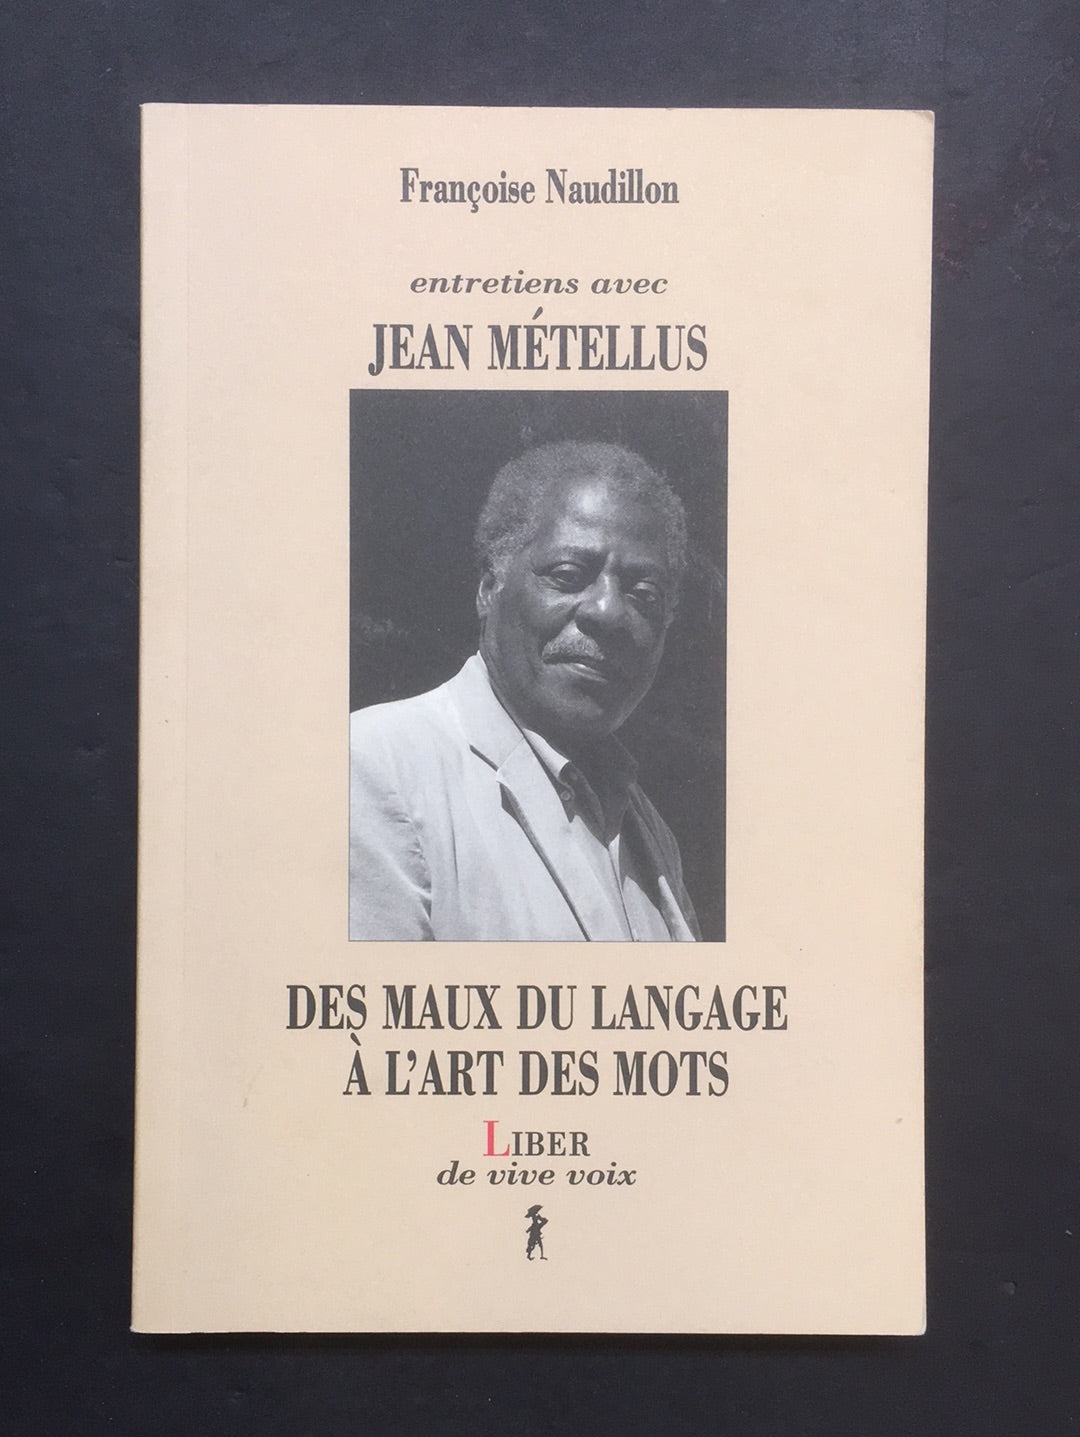 Françoise Naudillon
entretiens avec
JEAN MÉTELLUS
DES MAUX DU LANGAGE
À L'ART DES MOTS
LIBER
de vive voix